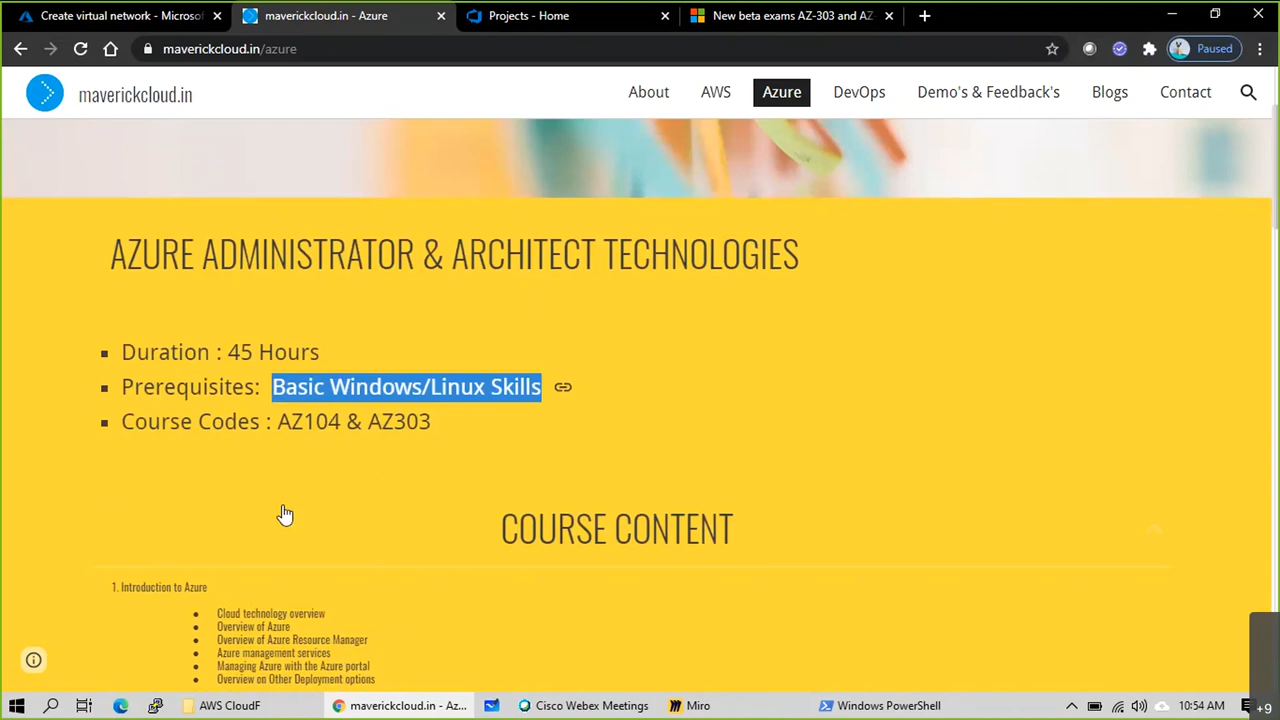 Create virtual network - Microsof
maverickcloud.in - Azure
Projects - Home
New beta exams AZ-303 and AZ
maverickcloud.in/azure
Paused
maverickcloud.in
About
AWS
Azure
DevOps
Demo's & Feedback's
Blogs
Contact
AZURE ADMINISTRATOR & ARCHITECT TECHNOLOGIES
▪ Duration : 45 Hours
▪ Prerequisites: Basic Windows/Linux Skills
▪ Course Codes : AZ104 & AZ303
COURSE CONTENT
1. Introduction to Azure
● Cloud technology overview
● Overview of Azure
● Overview of Azure Resource Manager
● Azure management services
● Managing Azure with the Azure portal
● Overview on Other Deployment options
AWS CloudF
maverickcloud.in - Az...
Cisco Webex Meetings
Miro
Windows PowerShell
10:54 AM
+9